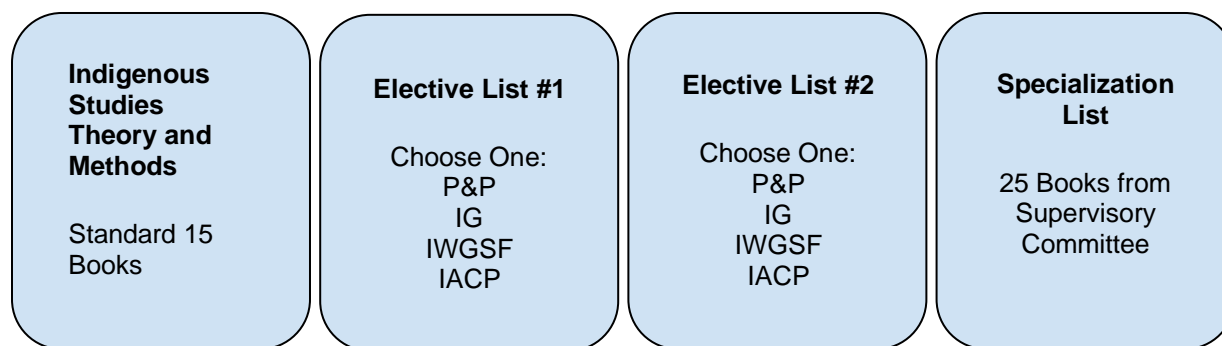 Indigenous
Studies
Theory and
Methods
Standard 15
Books
Elective List #1
Choose One:
P&P
IG
IWGSF
IACP
Elective List #2
Choose One:
P&P
IG
IWGSF
IACP
Specialization
List
25 Books from
Supervisory
Committee